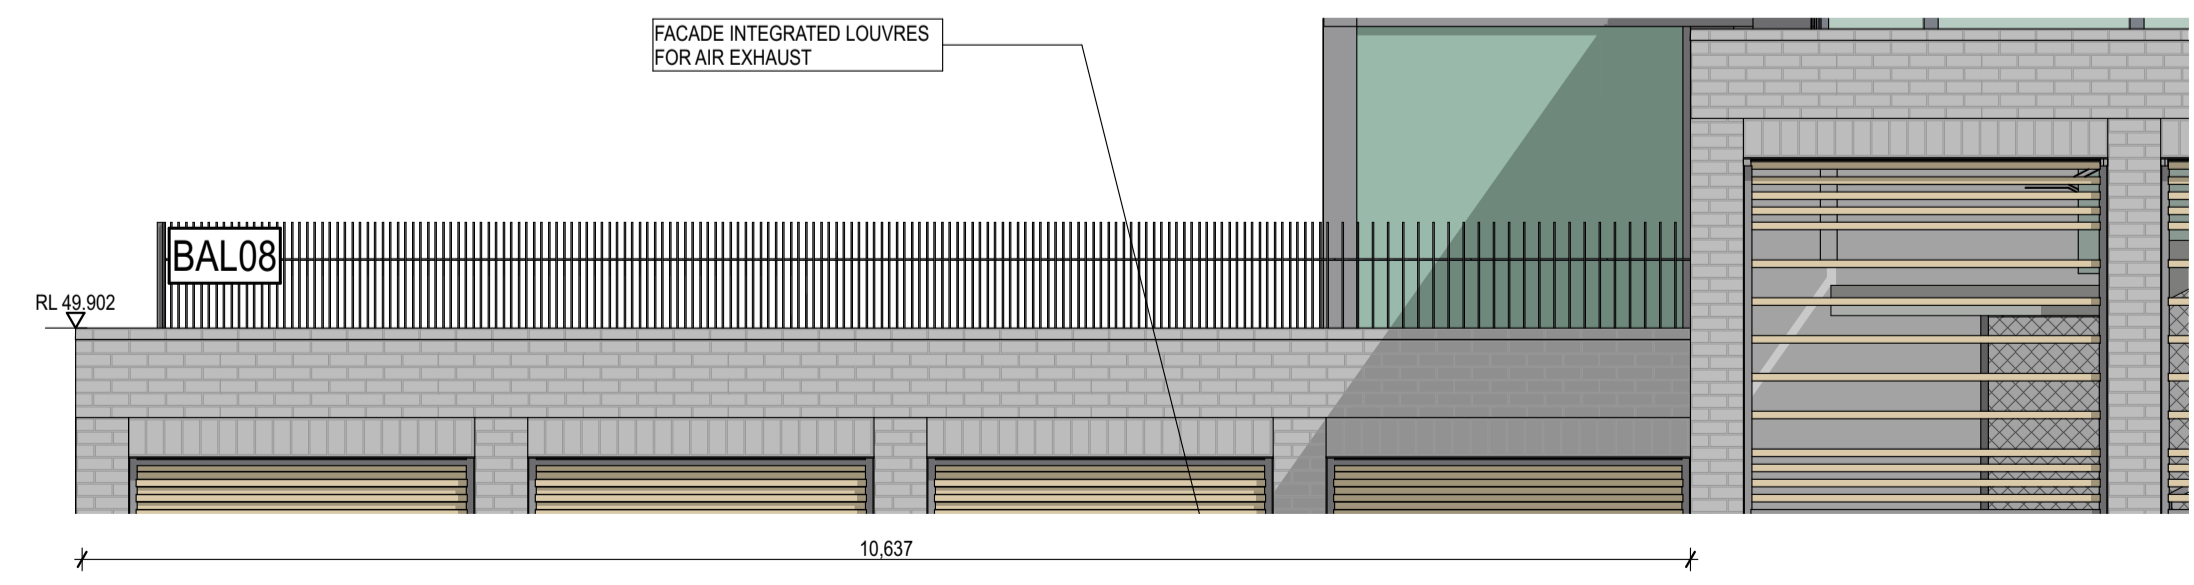 FACADE INTEGRATED LOUVRES
FOR AIR EXHAUST
BAL08
RL 49.902
10,637